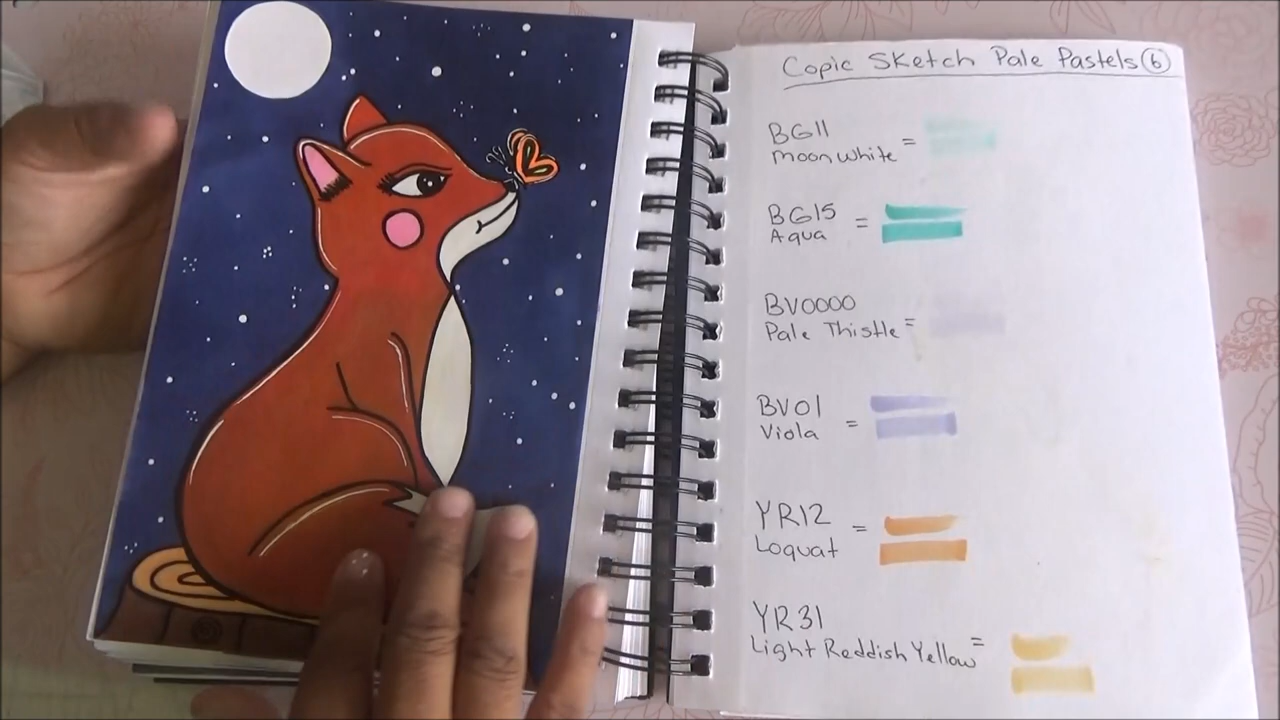 Copic Sketch Pale Pastels 6
BG11
moon white =
BG15
Aqua =
BV0000
Pale Thistle =
BV01
Viola =
YR12
Loquat =
YR31
Light Reddish Yellow =